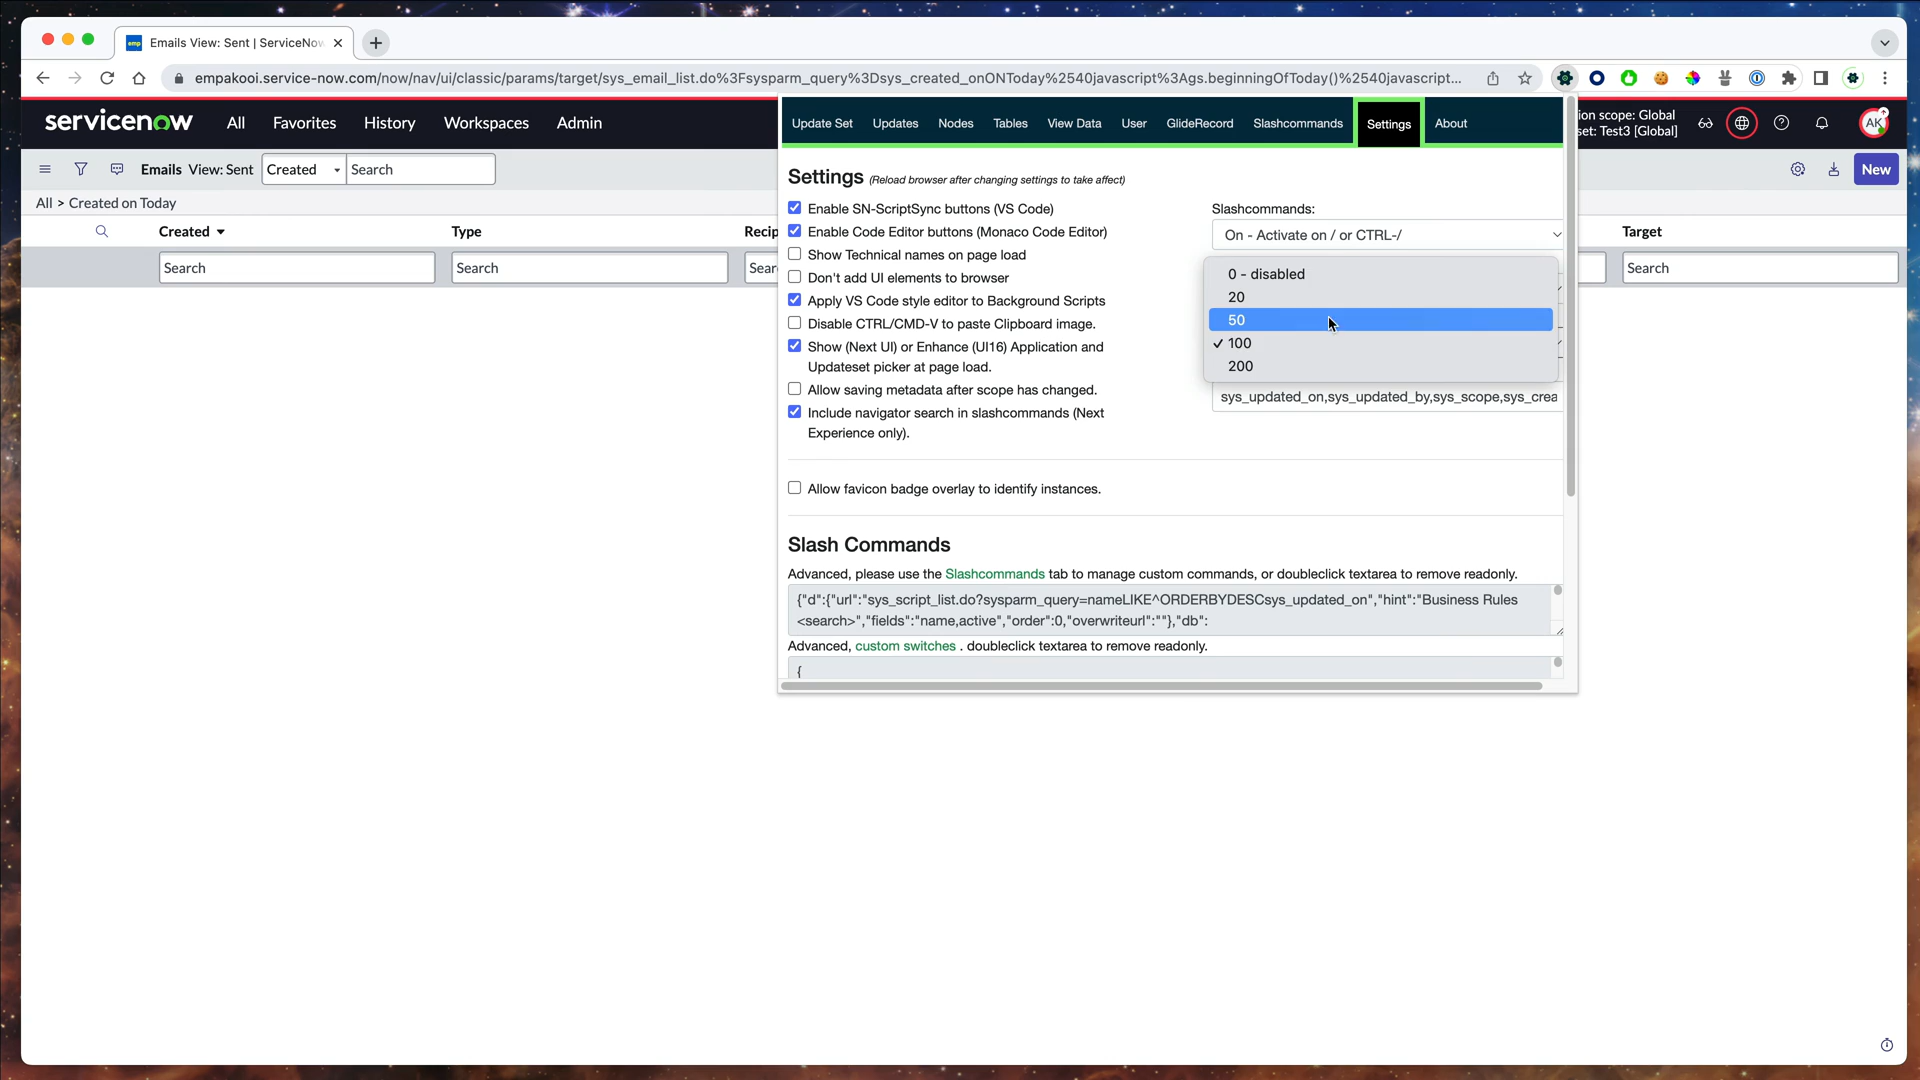 emp Emails View: Sent | ServiceNow
empakooi.service-now.com/now/nav/ui/classic/params/target/sys_email_list.do%3Fsysparm_query%3Dsys_created_onONToday%2540javascript%3Ags.beginningOfToday()%2540javascript...
servicenow All Favorites History Workspaces Admin
Update Set Updates Nodes Tables View Data User GlideRecord Slashcommands Settings About
ion scope: Global
set: Test3 [Global]
AK
Emails View: Sent Created Search
New
All > Created on Today
Created Type Recip Target
Search Search Sear Search
Settings (Reload browser after changing settings to take affect)
Enable SN-ScriptSync buttons (VS Code)
Enable Code Editor buttons (Monaco Code Editor)
Show Technical names on page load
Don't add UI elements to browser
Apply VS Code style editor to Background Scripts
Disable CTRL/CMD-V to paste Clipboard image.
Show (Next UI) or Enhance (UI16) Application and
Updateset picker at page load.
Allow saving metadata after scope has changed.
Include navigator search in slashcommands (Next
Experience only).
Slashcommands:
On - Activate on / or CTRL-/
0 - disabled
20
50
✓ 100
200
sys_updated_on,sys_updated_by,sys_scope,sys_crea
Allow favicon badge overlay to identify instances.
Slash Commands
Advanced, please use the Slashcommands tab to manage custom commands, or doubleclick textarea to remove readonly.
{"d":{"url":"sys_script_list.do?sysparm_query=nameLIKE^ORDERBYDESCsys_updated_on","hint":"Business Rules
<search>","fields":"name,active","order":0,"overwriteurl":""},"db":
Advanced, custom switches . doubleclick textarea to remove readonly.
{